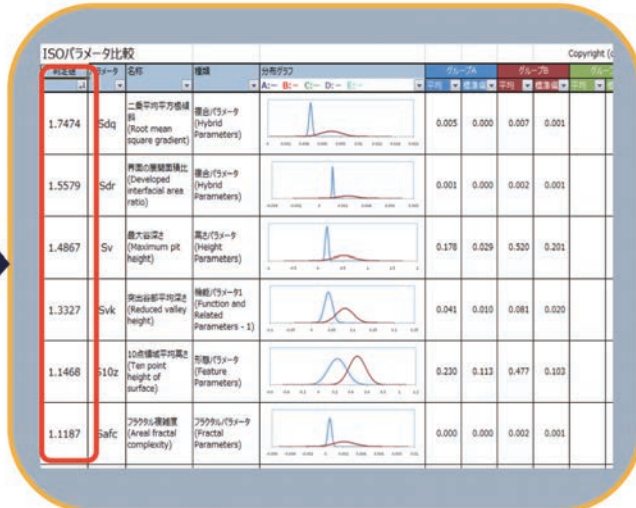 ISOパラメータ比較
Copyright (c
判定値 パラメータ 名称 種類 分布グラフ グループA グループB
A:— B:— C:— D:— E:— 平均 標準偏 平均 標準偏 平均
1.7474 Sdq 二乗平均平方根傾斜 (Root mean square gradient) 複合パラメータ (Hybrid Parameters) 0.005 0.000 0.007 0.001
1.5579 Sdr 界面の展開面積比 (Developed interfacial area ratio) 複合パラメータ (Hybrid Parameters) 0.001 0.000 0.002 0.001
1.4867 Sv 最大谷深さ (Maximum pit height) 高さパラメータ (Height Parameters) 0.178 0.029 0.520 0.201
1.3327 Svk 突出谷部平均深さ (Reduced valley height) 機能パラメータ1 (Function and Related Parameters - 1) 0.041 0.010 0.081 0.020
1.1468 S10z 10点領域平均高さ (Ten point height of surface) 形態パラメータ (Feature Parameters) 0.230 0.113 0.477 0.103
1.1187 Safc フラクタル複雑度 (Areal fractal complexity) フラクタルパラメータ (Fractal Parameters) 0.000 0.000 0.002 0.001